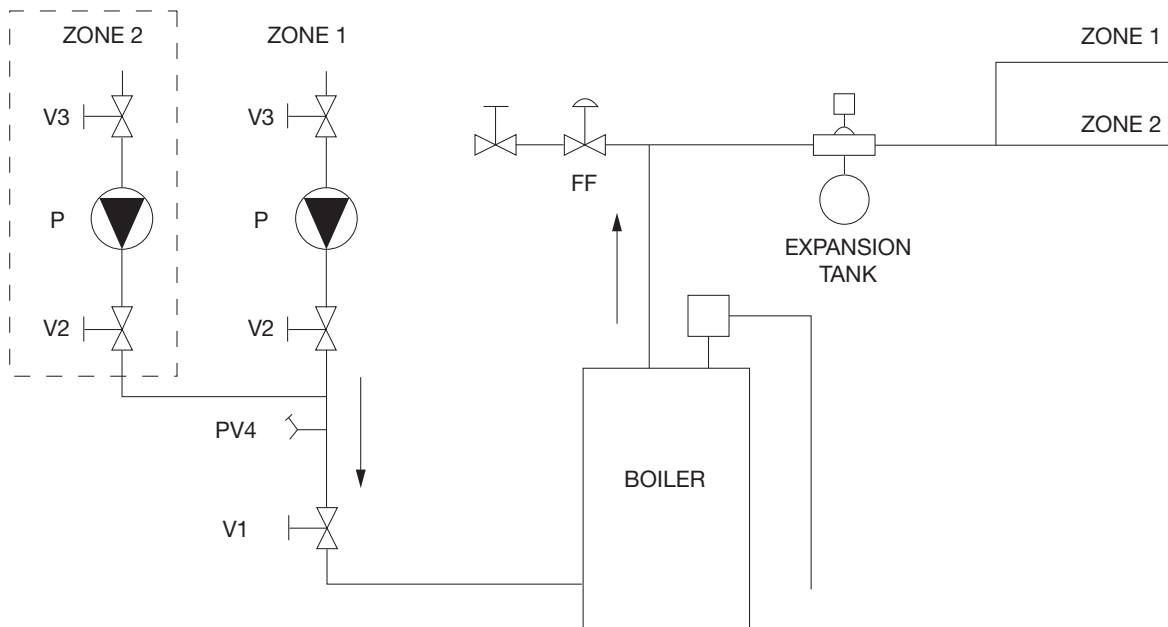 ZONE 2
ZONE 1
ZONE 1
V3
V3
ZONE 2
FF
P
P
EXPANSION
TANK
V2
V2
PV4
BOILER
V1